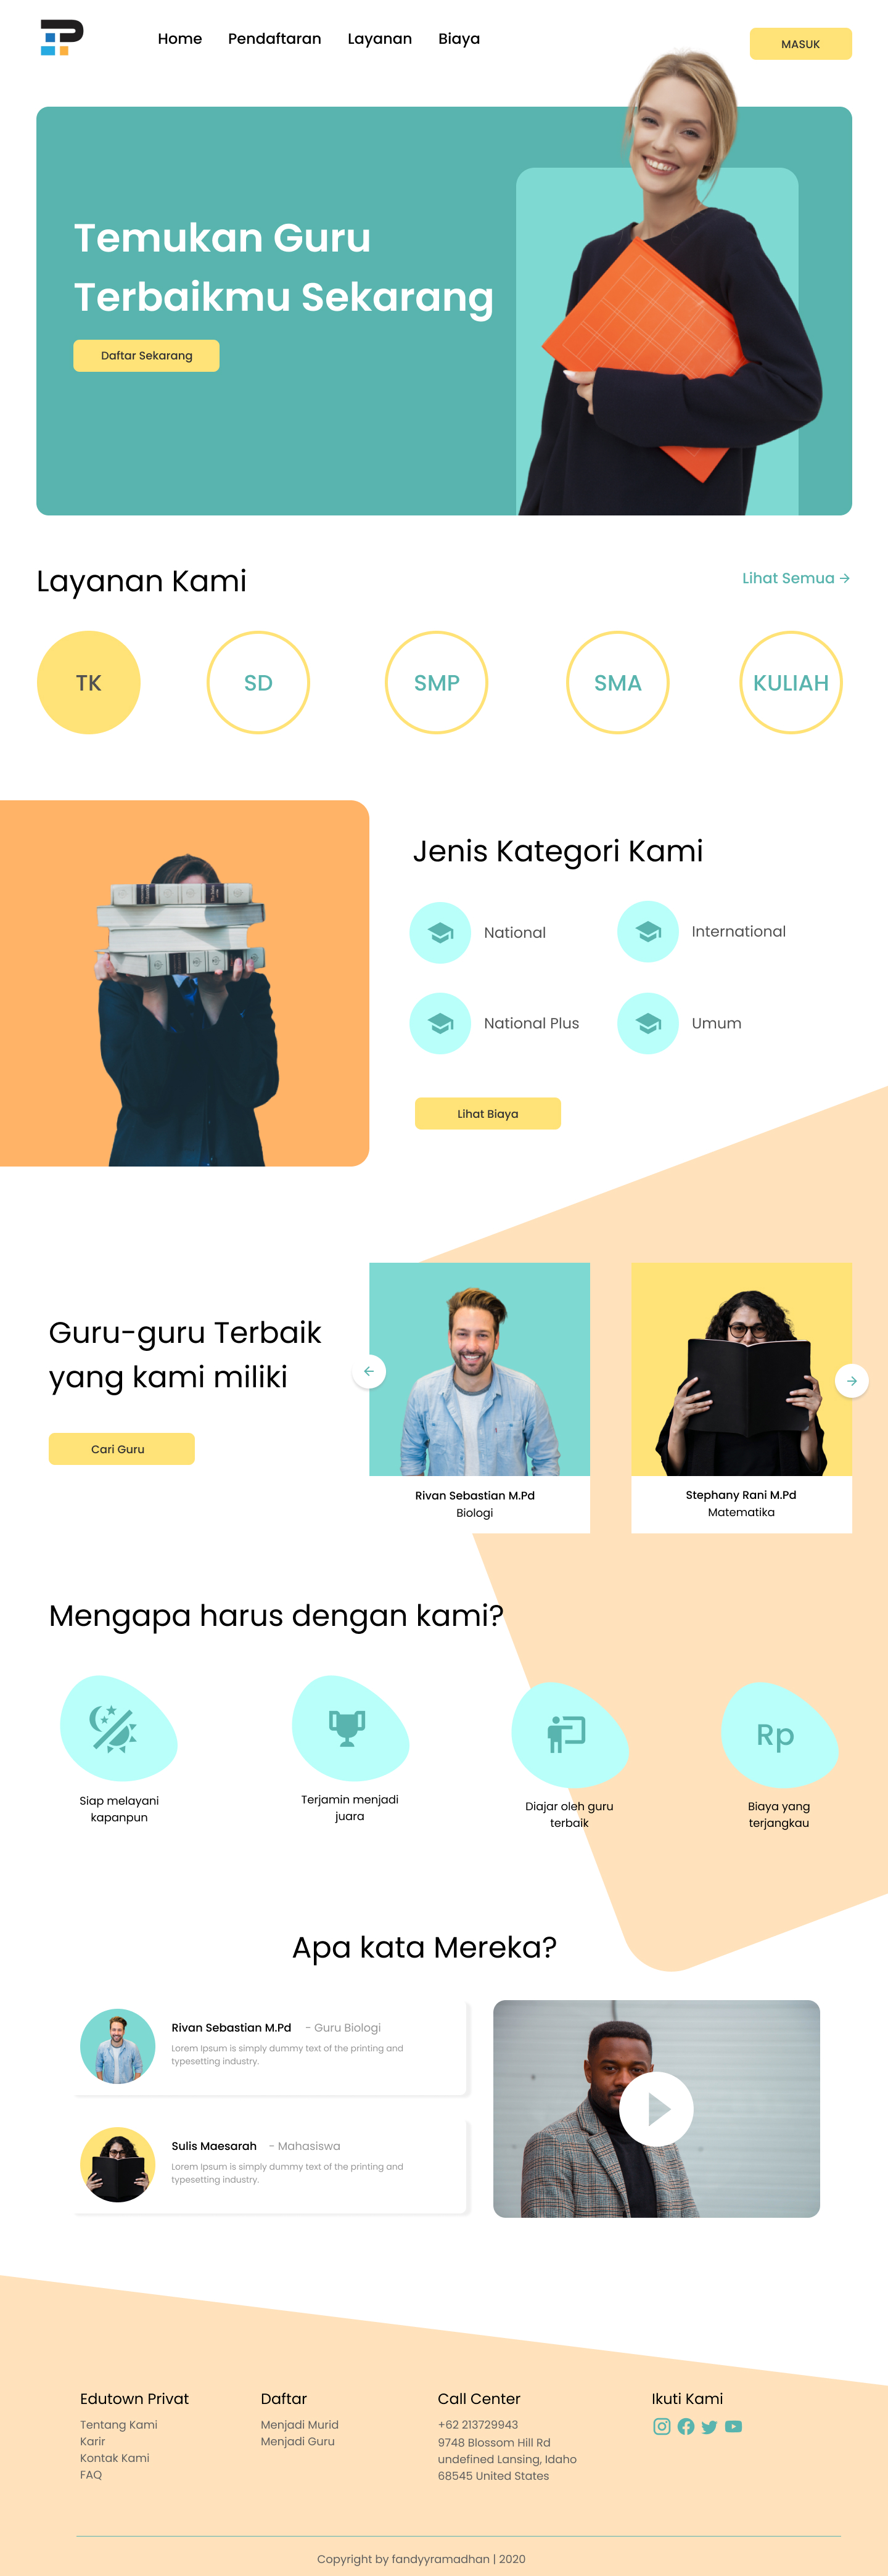 Home Pendaftaran Layanan Biaya
MASUK
Temukan Guru
Terbaikmu Sekarang
Daftar Sekarang
Layanan Kami
Lihat Semua →
TK
SD
SMP
SMA
KULIAH
Jenis Kategori Kami
National
International
National Plus
Umum
Lihat Biaya
Guru-guru Terbaik
yang kami miliki
Cari Guru
Rivan Sebastian M.Pd
Biologi
Stephany Rani M.Pd
Matematika
Mengapa harus dengan kami?
Rp
Siap melayani
kapanpun
Terjamin menjadi
juara
Diajar oleh guru
terbaik
Biaya yang
terjangkau
Apa kata Mereka?
Rivan Sebastian M.Pd - Guru Biologi
Lorem Ipsum is simply dummy text of the printing and
typesetting industry.
Sulis Maesarah - Mahasiswa
Lorem Ipsum is simply dummy text of the printing and
typesetting industry.
Edutown Privat
Tentang Kami
Karir
Kontak Kami
FAQ
Daftar
Menjadi Murid
Menjadi Guru
Call Center
+62 213729943
9748 Blossom Hill Rd
undefined Lansing, Idaho
68545 United States
Ikuti Kami
Copyright by fandyyramadhan | 2020